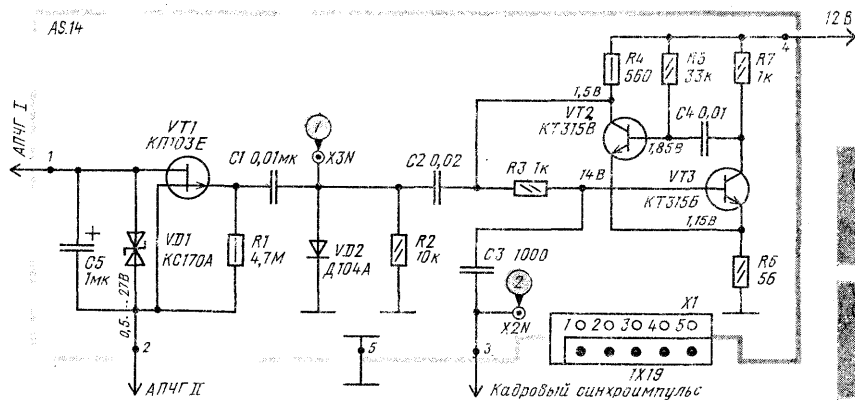 AS.14
12 В
4
R4
560
R5
33к
R7
1к
АПЧГ I
1
VT1
КП103Е
1
X3N
C1 0,01мк
C2 0,02
1,5В
VT2
КТ315В
C4 0,01
1,85В
R3 1к
14В
VT3
КТ315Б
1,15В
C5
1мк
+
VD1
КС170А
R1
4,7М
VD2
Д104А
R2
10к
C3 1000
R6
56
2
X2N
X1
1 2 3 4 5
1X19
0,5...27В
2
5
3
АПЧГ II
Кадровый синхроимпульс